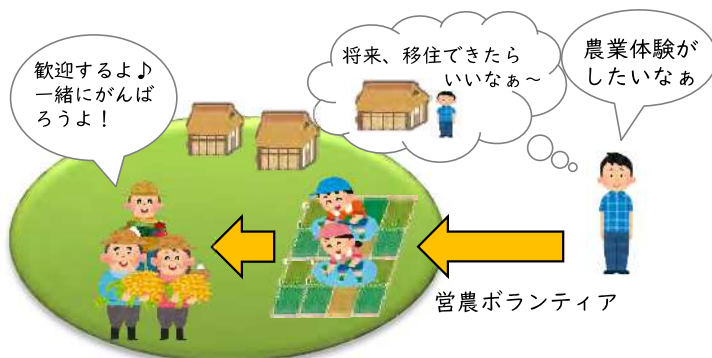 歓迎するよ♪
一緒にがんば
ろうよ！
将来、移住できたら
いいなぁ～
農業体験が
したいなぁ
営農ボランティア